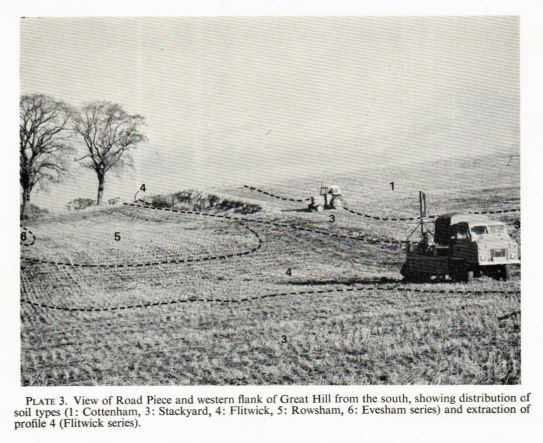 1
4
3
6
5
4
3
PLATE 3. View of Road Piece and western flank of Great Hill from the south, showing distribution of
soil types (1: Cottenham, 3: Stackyard, 4: Flitwick, 5: Rowsham, 6: Evesham series) and extraction of
profile 4 (Flitwick series).